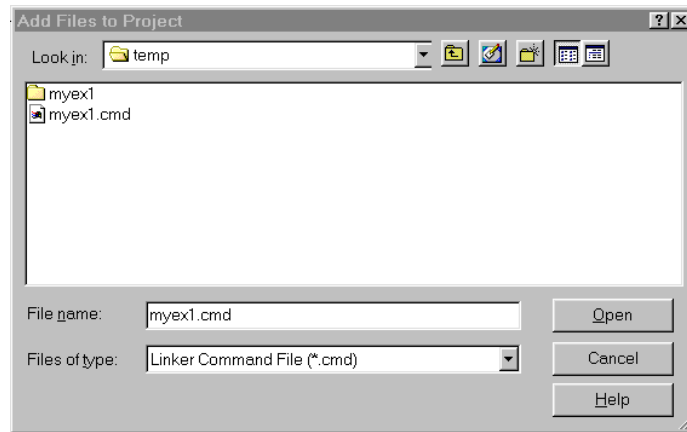 Add Files to Project
Look in: temp
myex1
myex1.cmd
File name: myex1.cmd
Open
Files of type: Linker Command File (*.cmd)
Cancel
Help